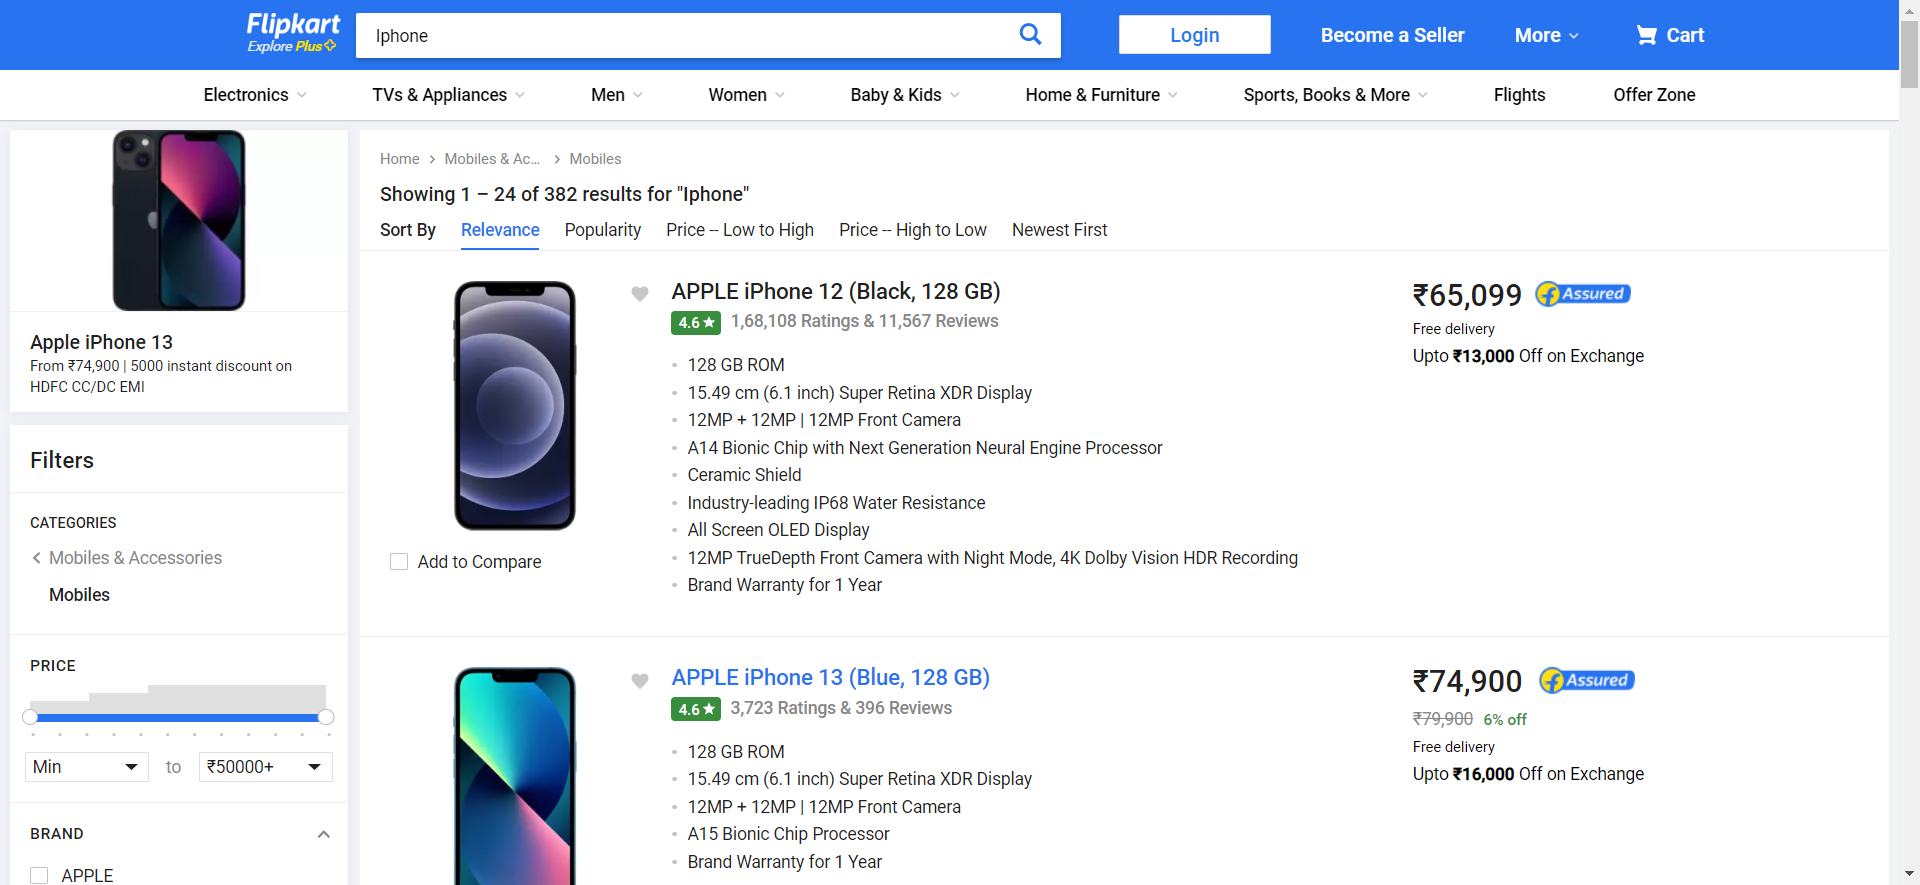 Flipkart
Explore Plus
Iphone
Login
Become a Seller
More
Cart
Electronics
TVs & Appliances
Men
Women
Baby & Kids
Home & Furniture
Sports, Books & More
Flights
Offer Zone
Apple iPhone 13
From ₹74,900 | 5000 instant discount on
HDFC CC/DC EMI
Filters
CATEGORIES
Mobiles & Accessories
Mobiles
PRICE
Min to ₹50000+
BRAND
APPLE
Home > Mobiles & Ac... > Mobiles
Showing 1 – 24 of 382 results for "Iphone"
Sort By Relevance Popularity Price -- Low to High Price -- High to Low Newest First
APPLE iPhone 12 (Black, 128 GB)
4.6 ★ 1,68,108 Ratings & 11,567 Reviews
128 GB ROM
15.49 cm (6.1 inch) Super Retina XDR Display
12MP + 12MP | 12MP Front Camera
A14 Bionic Chip with Next Generation Neural Engine Processor
Ceramic Shield
Industry-leading IP68 Water Resistance
All Screen OLED Display
12MP TrueDepth Front Camera with Night Mode, 4K Dolby Vision HDR Recording
Brand Warranty for 1 Year
Add to Compare
₹65,099
Assured
Free delivery
Upto ₹13,000 Off on Exchange
APPLE iPhone 13 (Blue, 128 GB)
4.6 ★ 3,723 Ratings & 396 Reviews
128 GB ROM
15.49 cm (6.1 inch) Super Retina XDR Display
12MP + 12MP | 12MP Front Camera
A15 Bionic Chip Processor
Brand Warranty for 1 Year
₹74,900
Assured
₹79,900 6% off
Free delivery
Upto ₹16,000 Off on Exchange